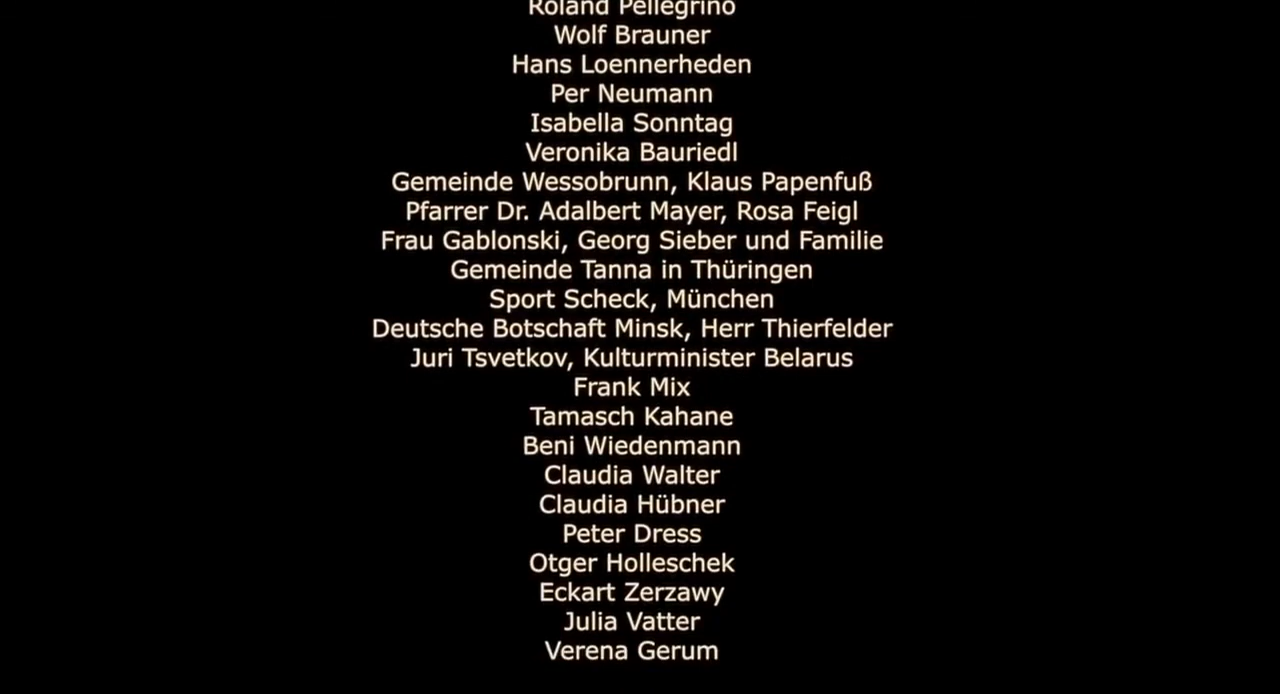 Roland Pellegrino
Wolf Brauner
Hans Loennerheden
Per Neumann
Isabella Sonntag
Veronika Bauriedl
Gemeinde Wessobrunn, Klaus Papenfuß
Pfarrer Dr. Adalbert Mayer, Rosa Feigl
Frau Gablonski, Georg Sieber und Familie
Gemeinde Tanna in Thüringen
Sport Scheck, München
Deutsche Botschaft Minsk, Herr Thierfelder
Juri Tsvetkov, Kulturminister Belarus
Frank Mix
Tamasch Kahane
Beni Wiedenmann
Claudia Walter
Claudia Hübner
Peter Dress
Otger Holleschek
Eckart Zerzawy
Julia Vatter
Verena Gerum